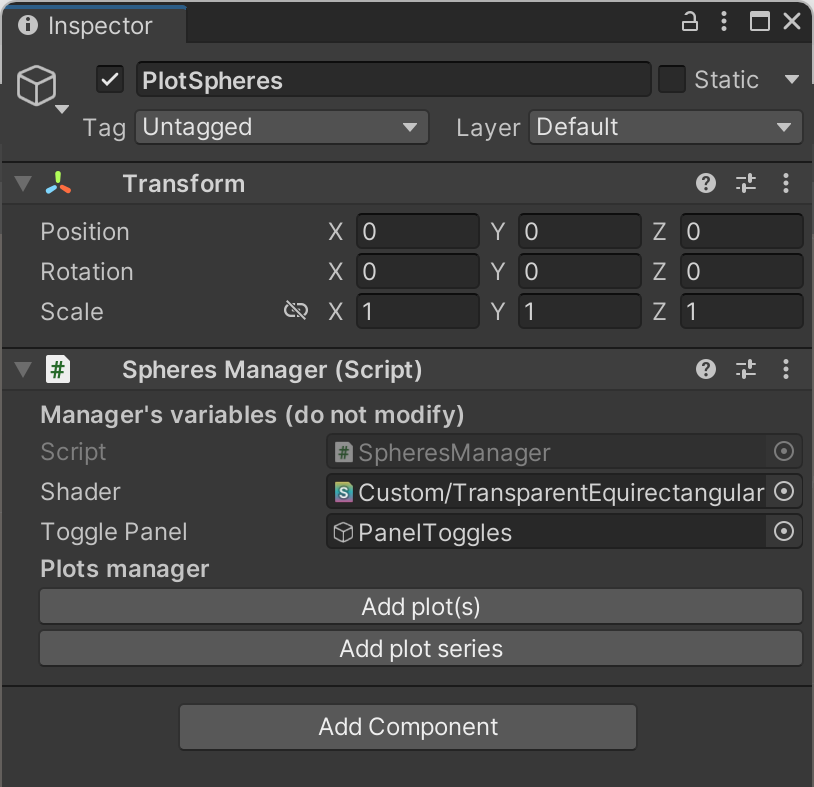 Inspector
PlotSpheres Static
Tag Untagged Layer Default
Transform
Position X 0 Y 0 Z 0
Rotation X 0 Y 0 Z 0
Scale X 1 Y 1 Z 1
# Spheres Manager (Script)
Manager's variables (do not modify)
Script # SpheresManager
Shader S Custom/TransparentEquirectangular
Toggle Panel PanelToggles
Plots manager
Add plot(s)
Add plot series
Add Component